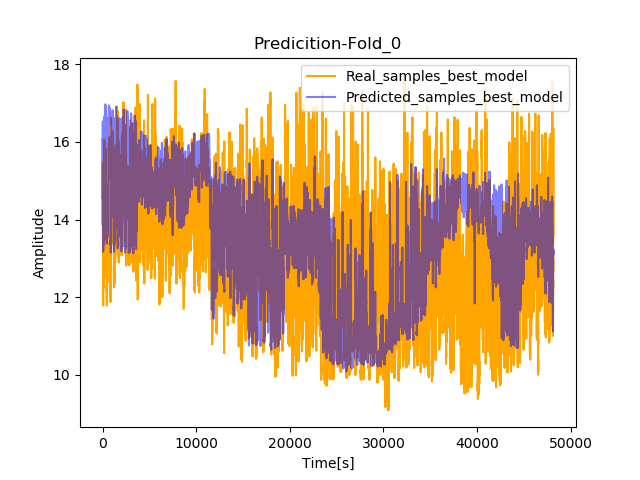 Predicition-Fold_0
Real_samples_best_model
Predicted_samples_best_model
18
16
14
12
10
Amplitude
0
10000
20000
30000
40000
50000
Time[s]